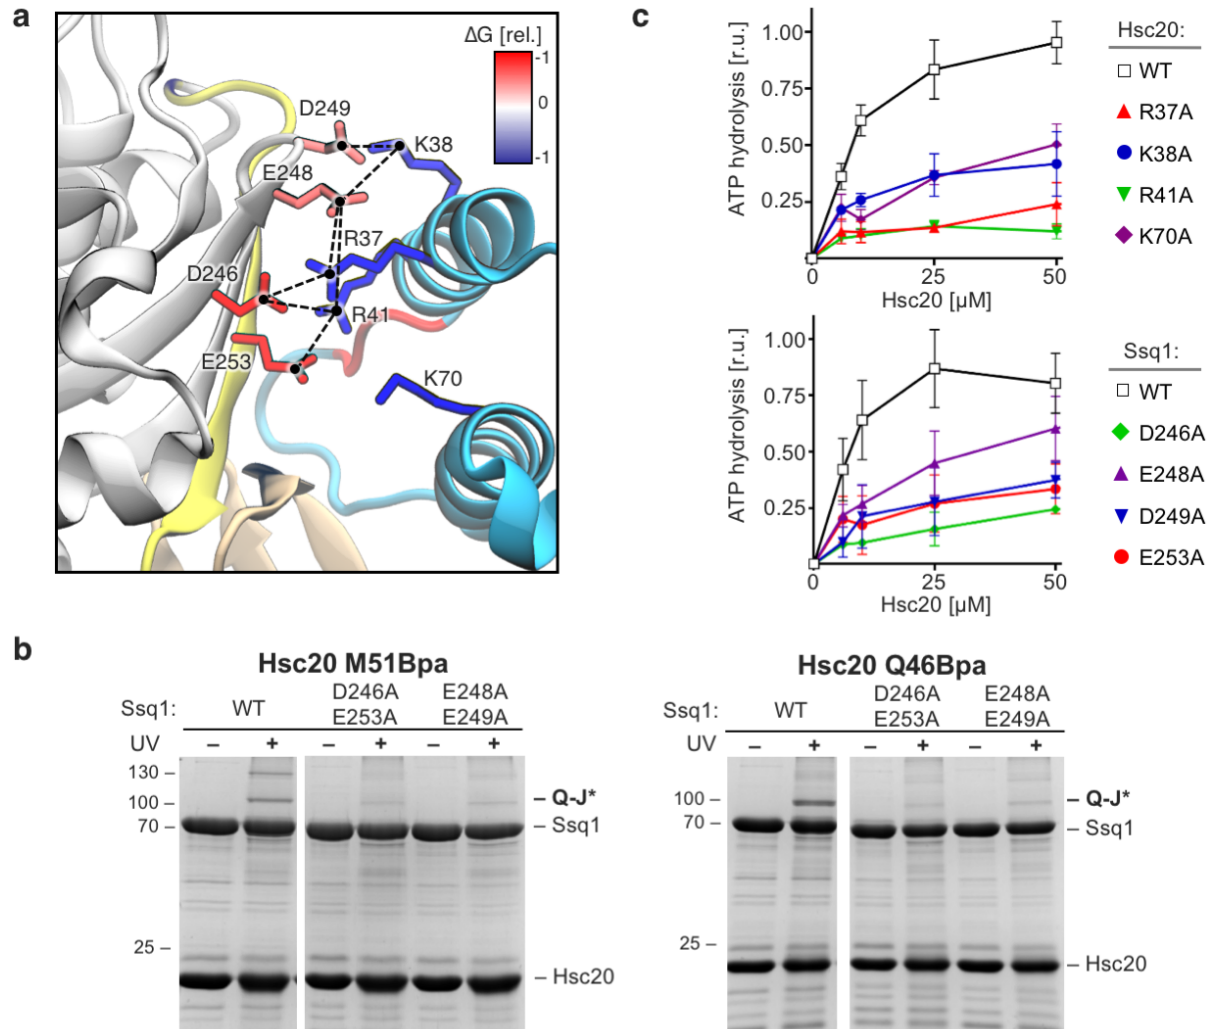 a
ΔG [rel.]
-1
0
-1
D249
K38
E248
R37
D246
R41
E253
K70
c
ATP hydrolysis [r.u.]
1.00
0.75
0.50
0.25
0
25
50
Hsc20 [µM]
Hsc20:
WT
R37A
K38A
R41A
K70A
ATP hydrolysis [r.u.]
1.00
0.75
0.50
0.25
0
25
50
Hsc20 [µM]
Ssq1:
WT
D246A
E248A
D249A
E253A
b
Hsc20 M51Bpa
Ssq1: WT D246A E253A E248A E249A
UV – + – + – +
130 –
100 –
70 –
25 –
– Q-J*
– Ssq1
– Hsc20
Hsc20 Q46Bpa
Ssq1: WT D246A E253A E248A E249A
UV – + – + – +
100 –
70 –
25 –
– Q-J*
– Ssq1
– Hsc20